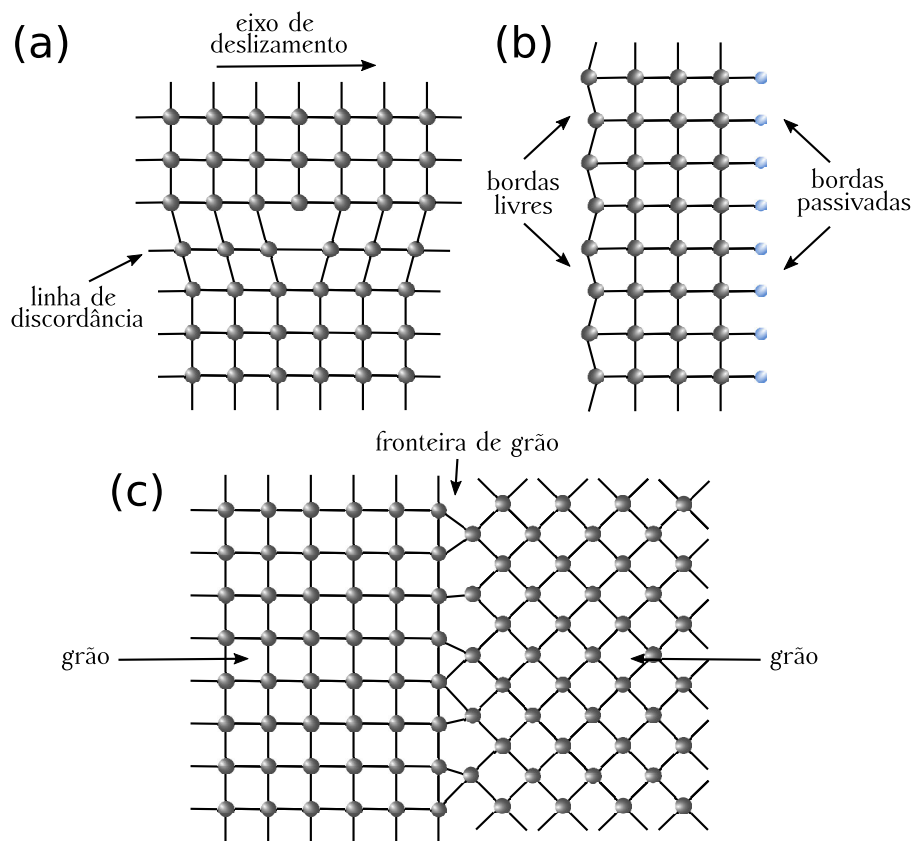 (a)
eixo de
deslizamento
linha de
discordância
(b)
bordas
livres
bordas
passivadas
(c)
fronteira de grão
grão
grão